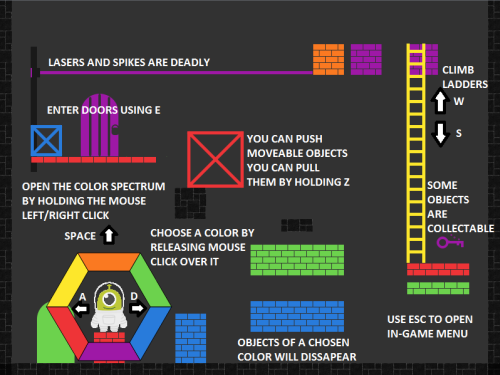 LASERS AND SPIKES ARE DEADLY
CLIMB
LADDERS
W
S
ENTER DOORS USING E
YOU CAN PUSH
MOVEABLE OBJECTS
YOU CAN PULL
THEM BY HOLDING Z
OPEN THE COLOR SPECTRUM
BY HOLDING THE MOUSE
LEFT/RIGHT CLICK
SOME
OBJECTS
ARE
COLLECTABLE
SPACE
CHOOSE A COLOR BY
RELEASING MOUSE
CLICK OVER IT
A
D
USE ESC TO OPEN
IN-GAME MENU
OBJECTS OF A CHOSEN
COLOR WILL DISSAPEAR